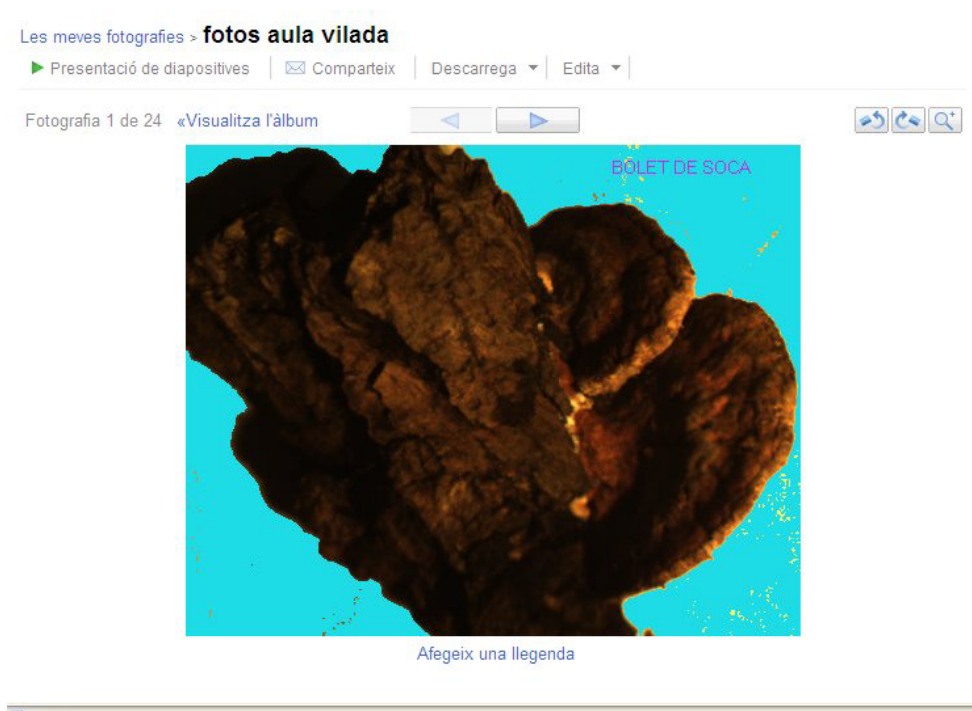 Les meves fotografies > fotos aula vilada
Presentació de diapositives Comparteix Descarrega Edita
Fotografia 1 de 24 «Visualitza l'àlbum
BOLET DE SOCA
Afegeix una llegenda